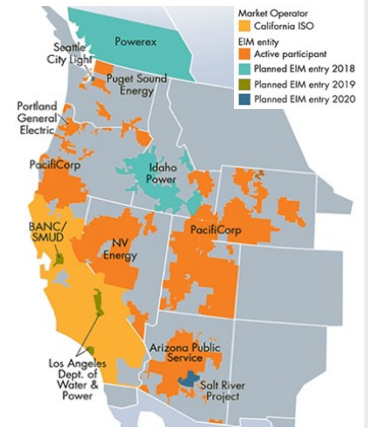 Market Operator
California ISO
EIM entity
Active participant
Planned EIM entry 2018
Planned EIM entry 2019
Planned EIM entry 2020
Powerex
Seattle
City Light
Puget Sound
Energy
Portland
General
Electric
PacifiCorp
Idaho
Power
BANC/
SMUD
NV
Energy
PacifiCorp
Arizona Public
Service
Los Angeles
Dept. of
Water &
Power
Salt River
Project